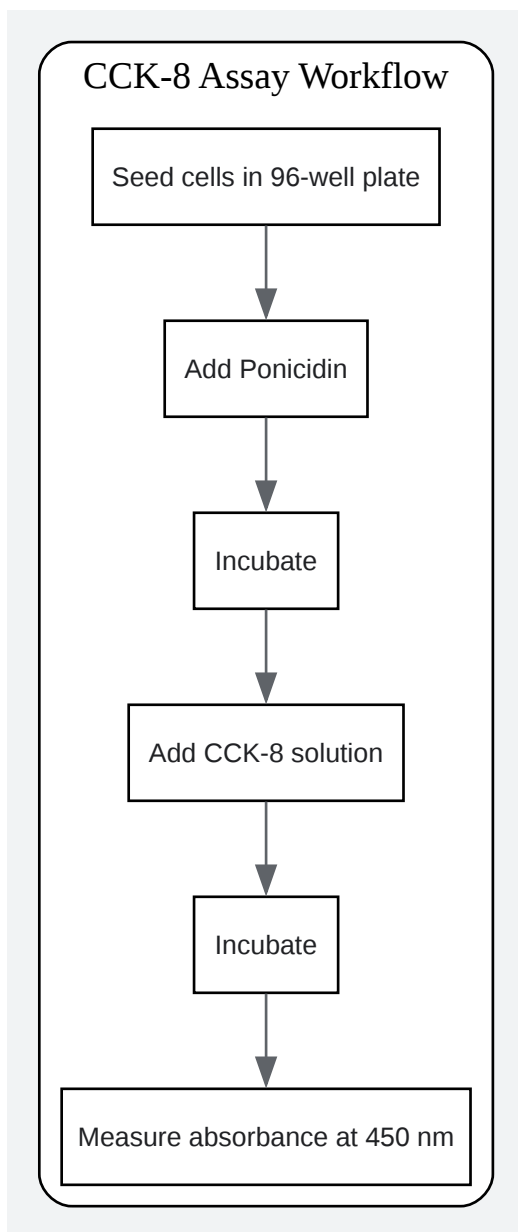 CCK-8 Assay Workflow
Seed cells in 96-well plate
Add Ponicidin
Incubate
Add CCK-8 solution
Incubate
Measure absorbance at 450 nm